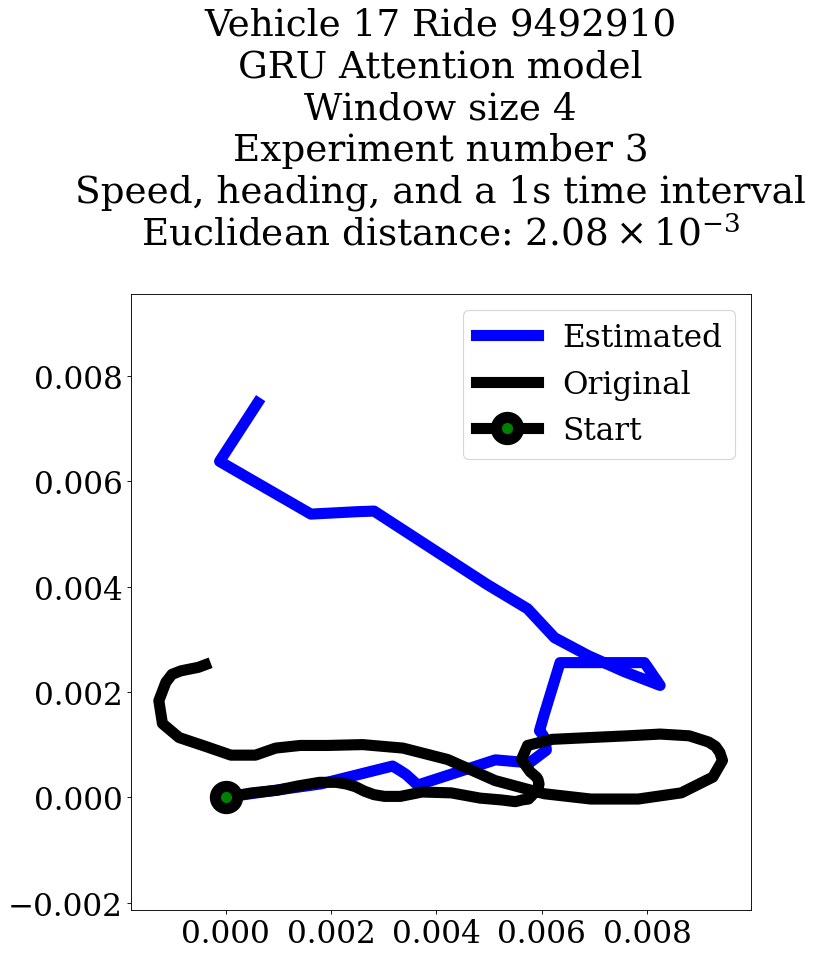 Vehicle 17 Ride 9492910
GRU Attention model
Window size 4
Experiment number 3
Speed, heading, and a 1s time interval
Euclidean distance: 2.08 × 10⁻³
Estimated
Original
Start
0.008
0.006
0.004
0.002
0.000
−0.002
0.000 0.002 0.004 0.006 0.008